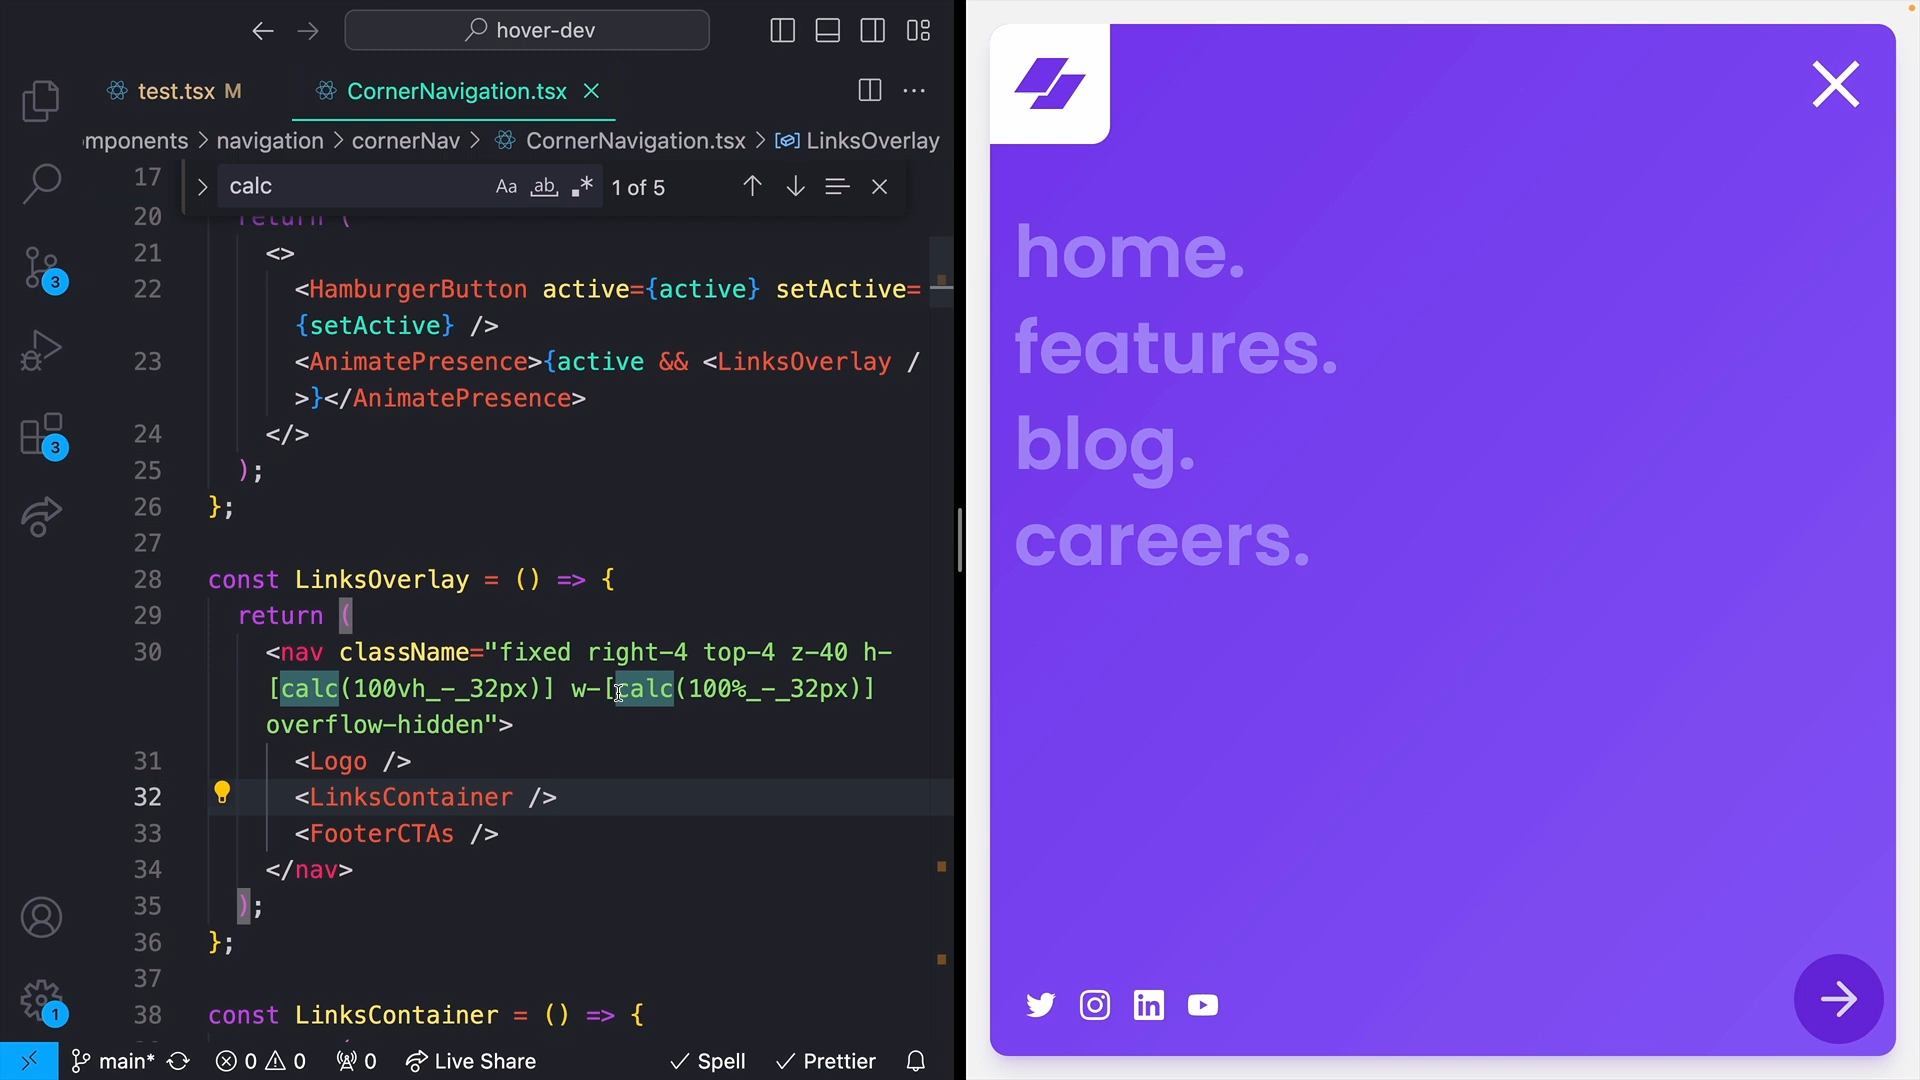 hover-dev
test.tsx M
CornerNavigation.tsx
mponents > navigation > cornerNav > CornerNavigation.tsx > LinksOverlay
calc Aa ab 1 of 5
17
20 return (
21 <>
22 <HamburgerButton active={active} setActive=
{setActive} />
23 <AnimatePresence>{active && <LinksOverlay /
>}</AnimatePresence>
24 </>
25 );
26 };
27
28 const LinksOverlay = () => {
29 return (
30 <nav className="fixed right-4 top-4 z-40 h-
[calc(100vh_-_32px)] w-[calc(100%_-_32px)]
overflow-hidden">
31 <Logo />
32 <LinksContainer />
33 <FooterCTAs />
34 </nav>
35 );
36 };
37
38 const LinksContainer = () => {
3
3
1
main* 0 0 0 Live Share Spell Prettier
home.
features.
blog.
careers.
in